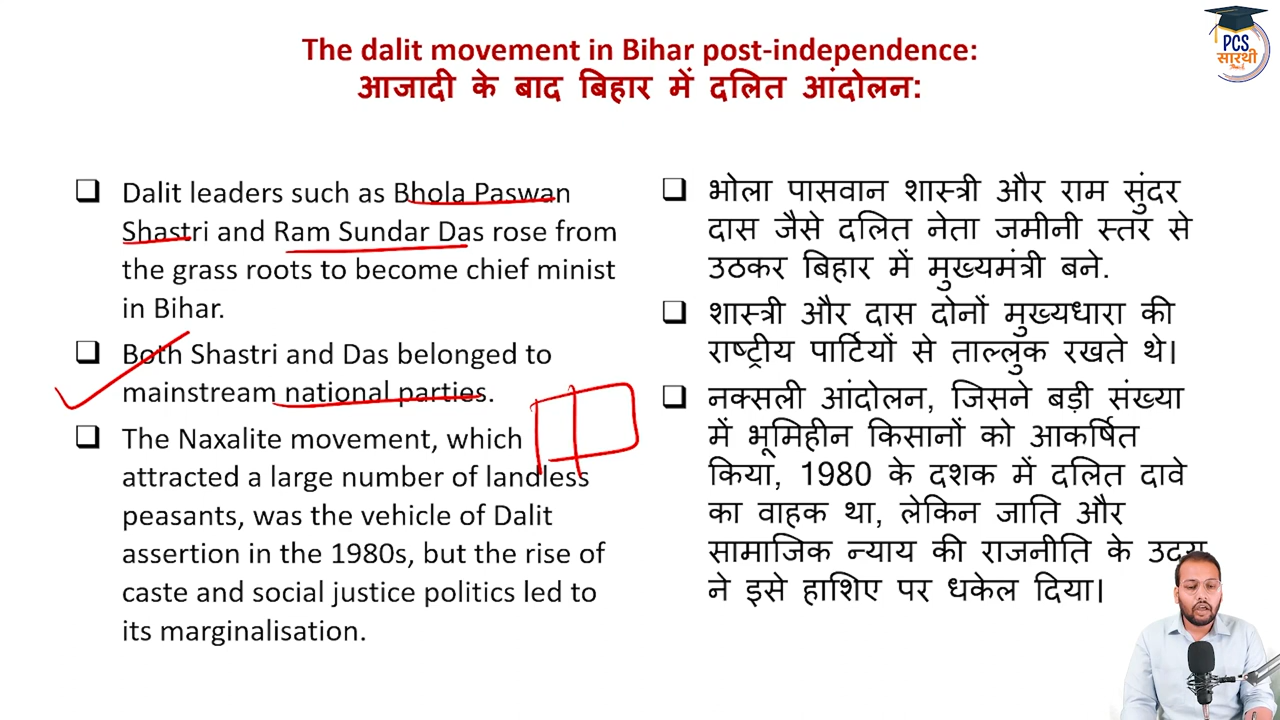 The dalit movement in Bihar post-independence:
आजादी के बाद बिहार में दलित आंदोलन:
PCS
सारथी
Dalit leaders such as Bhola Paswan
Shastri and Ram Sundar Das rose from
the grass roots to become chief minist
in Bihar.
Both Shastri and Das belonged to
mainstream national parties.
The Naxalite movement, which
attracted a large number of landless
peasants, was the vehicle of Dalit
assertion in the 1980s, but the rise of
caste and social justice politics led to
its marginalisation.
भोला पासवान शास्त्री और राम सुंदर
दास जैसे दलित नेता जमीनी स्तर से
उठकर बिहार में मुख्यमंत्री बने.
शास्त्री और दास दोनों मुख्यधारा की
राष्ट्रीय पार्टियों से ताल्लुक रखते थे।
नक्सली आंदोलन, जिसने बड़ी संख्या
में भूमिहीन किसानों को आकर्षित
किया, 1980 के दशक में दलित दावे
का वाहक था, लेकिन जाति और
सामाजिक न्याय की राजनीति के उदय
ने इसे हाशिए पर धकेल दिया।